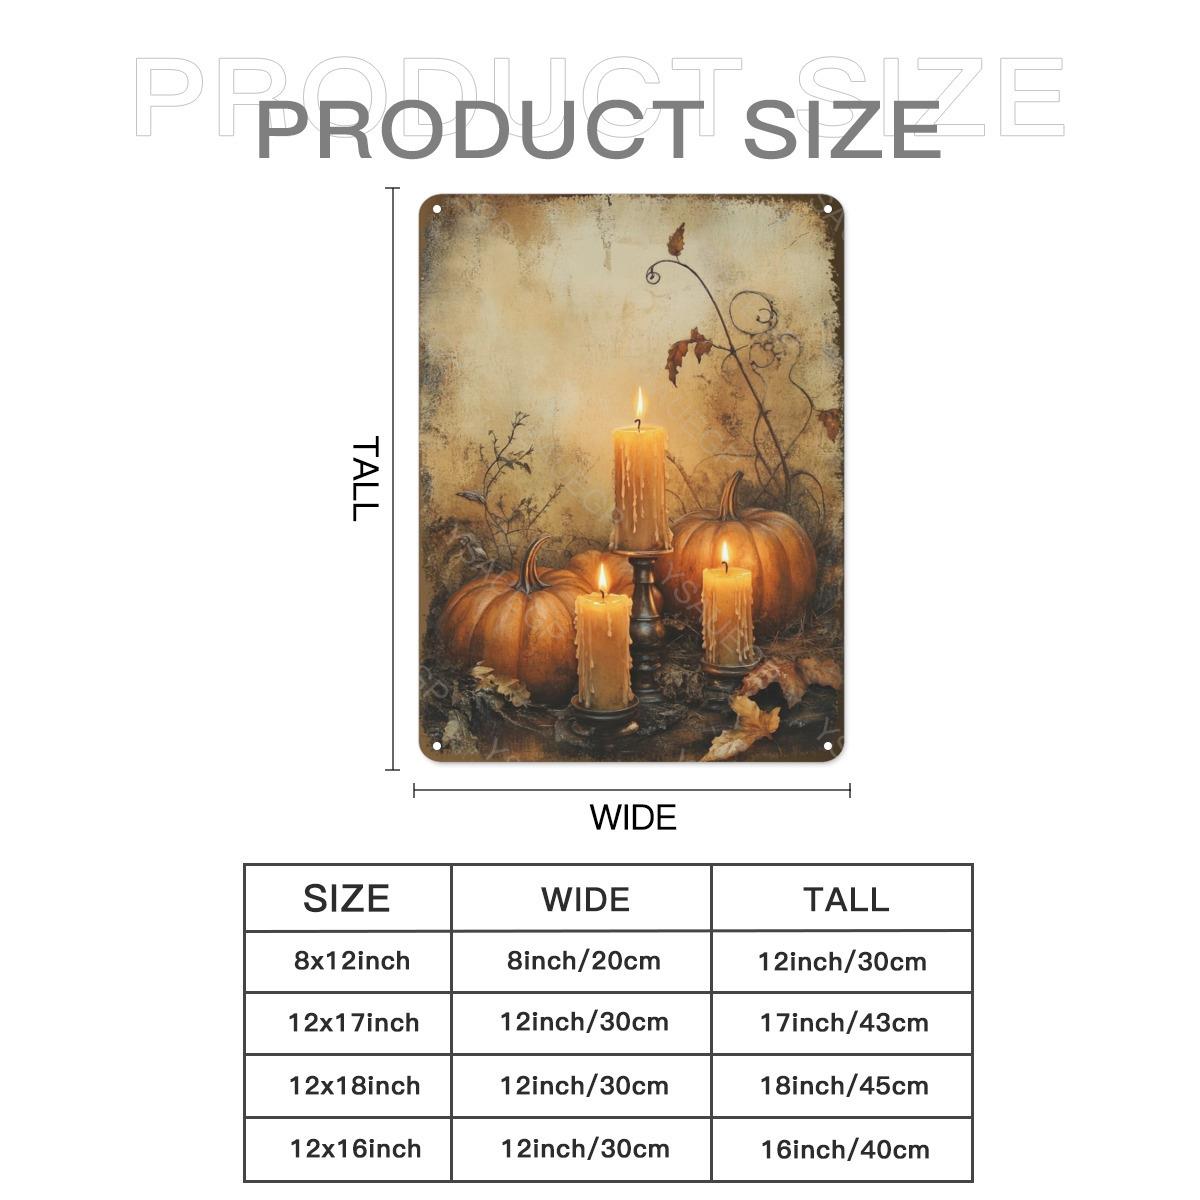 PRODUCT SIZE
PRODUCT SIZE
TALL
WIDE
SIZE WIDE TALL
8x12inch 8inch/20cm 12inch/30cm
12x17inch 12inch/30cm 17inch/43cm
12x18inch 12inch/30cm 18inch/45cm
12x16inch 12inch/30cm 16inch/40cm